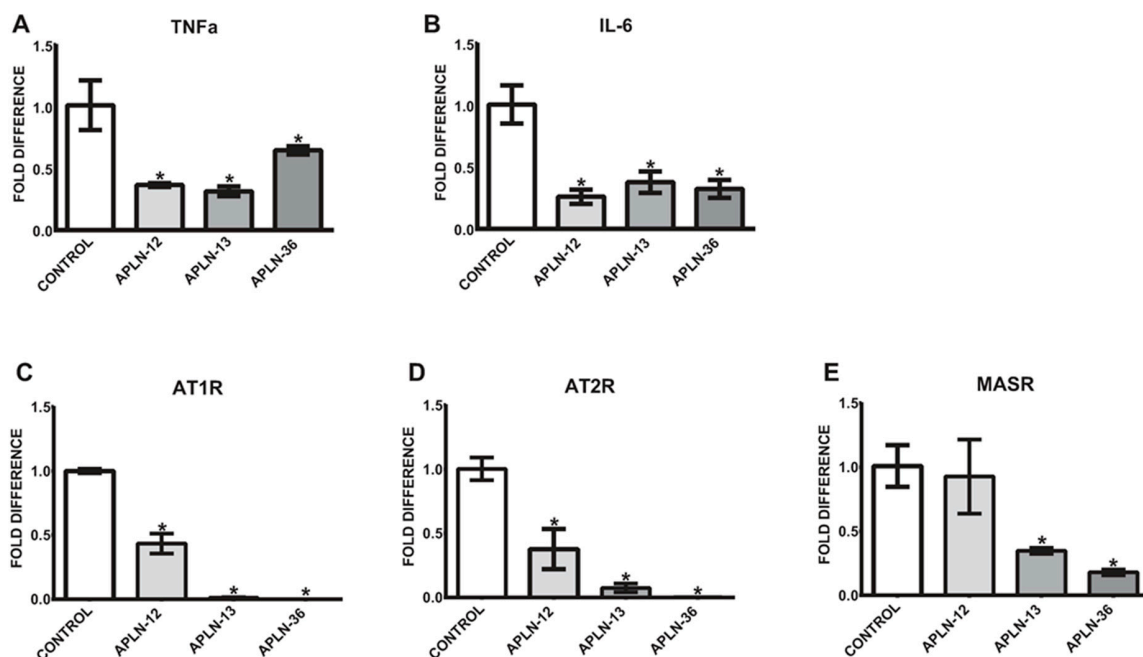 A
TNFa
FOLD DIFFERENCE
1.5
1.0
0.5
0.0
*
*
*
CONTROL
APLN-12
APLN-13
APLN-36
B
IL-6
FOLD DIFFERENCE
1.5
1.0
0.5
0.0
*
*
*
CONTROL
APLN-12
APLN-13
APLN-36
C
AT1R
FOLD DIFFERENCE
1.5
1.0
0.5
0.0
*
*
*
CONTROL
APLN-12
APLN-13
APLN-36
D
AT2R
FOLD DIFFERENCE
1.5
1.0
0.5
0.0
*
*
*
CONTROL
APLN-12
APLN-13
APLN-36
E
MASR
FOLD DIFFERENCE
1.5
1.0
0.5
0.0
*
*
CONTROL
APLN-12
APLN-13
APLN-36